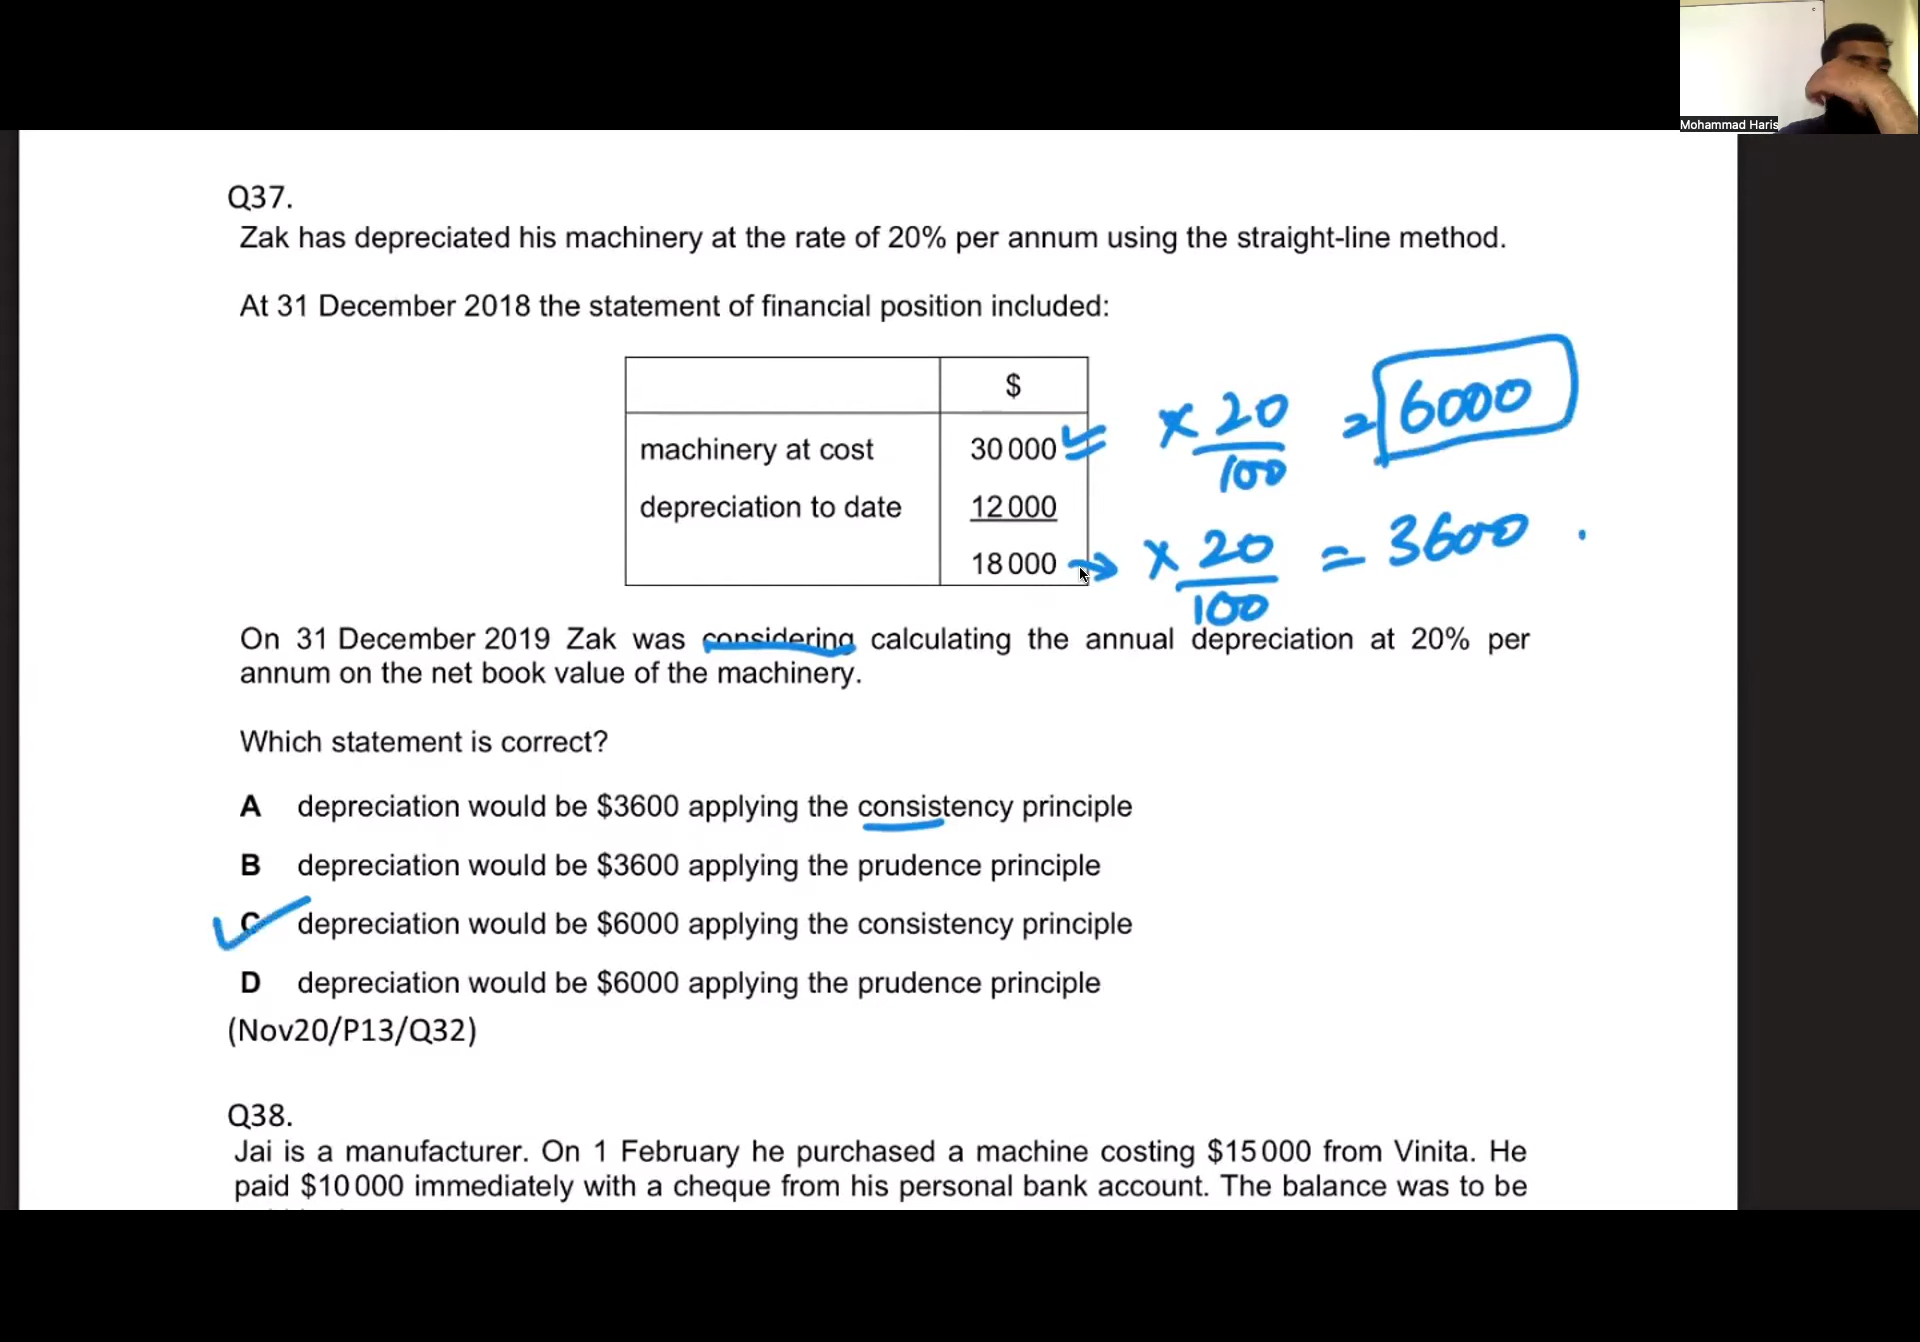 Mohammad Haris
Q37.
Zak has depreciated his machinery at the rate of 20% per annum using the straight-line method.
At 31 December 2018 the statement of financial position included:
$
machinery at cost 30 000 × 20/100 = 6000
depreciation to date 12 000
18 000 → × 20/100 = 3600 .
On 31 December 2019 Zak was considering calculating the annual depreciation at 20% per
annum on the net book value of the machinery.
Which statement is correct?
A depreciation would be $3600 applying the consistency principle
B depreciation would be $3600 applying the prudence principle
C depreciation would be $6000 applying the consistency principle
D depreciation would be $6000 applying the prudence principle
(Nov20/P13/Q32)
Q38.
Jai is a manufacturer. On 1 February he purchased a machine costing $15 000 from Vinita. He
paid $10 000 immediately with a cheque from his personal bank account. The balance was to be